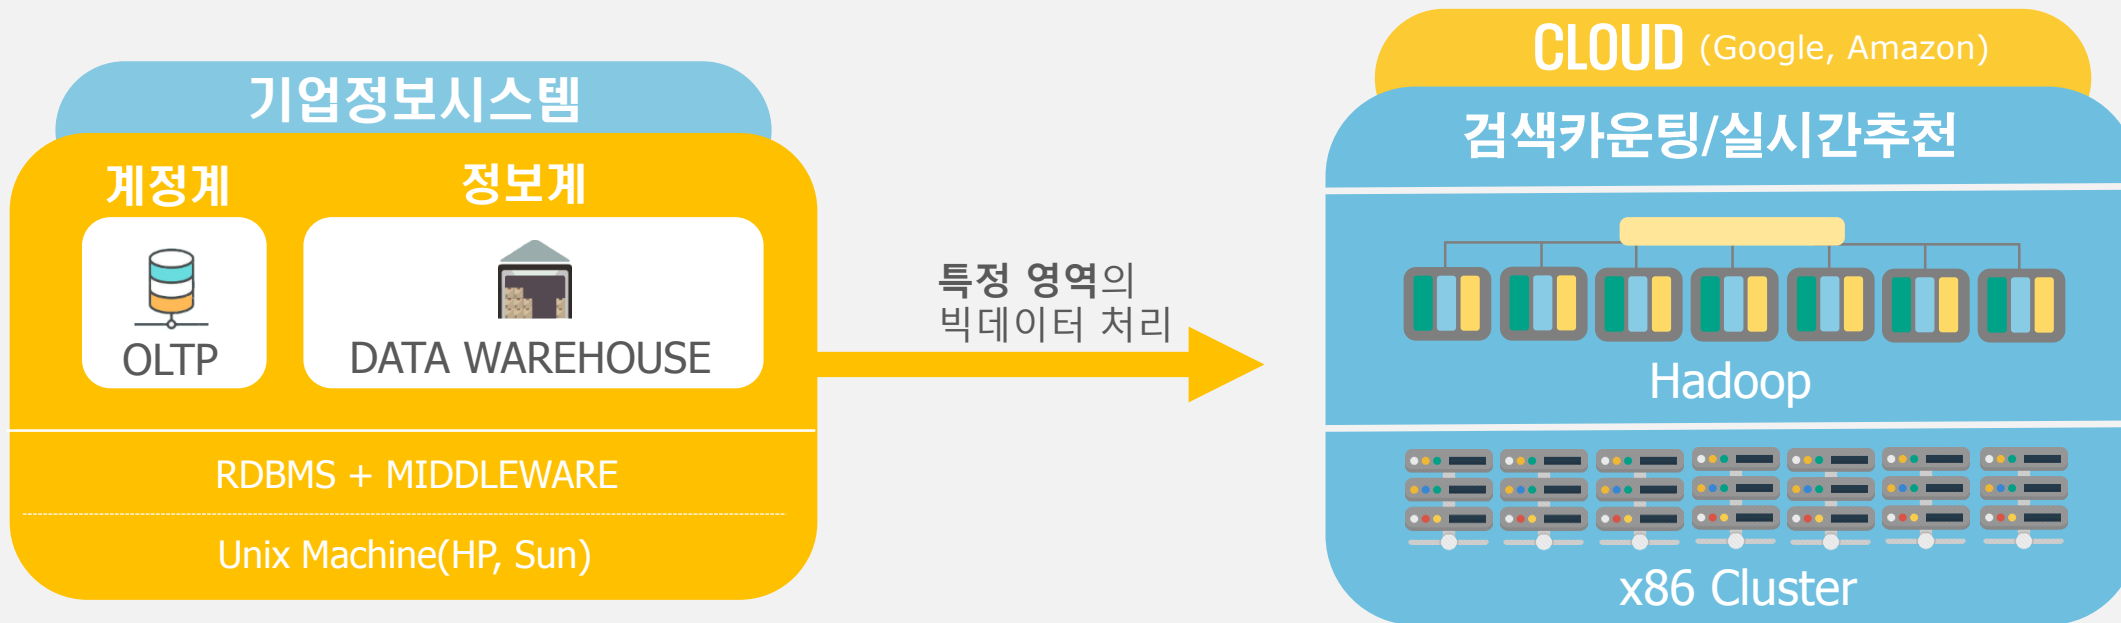 기업정보시스템
계정계
정보계
OLTP
DATA WAREHOUSE
RDBMS + MIDDLEWARE
Unix Machine(HP, Sun)
특정 영역의
빅데이터 처리
CLOUD (Google, Amazon)
검색카운팅/실시간추천
Hadoop
x86 Cluster